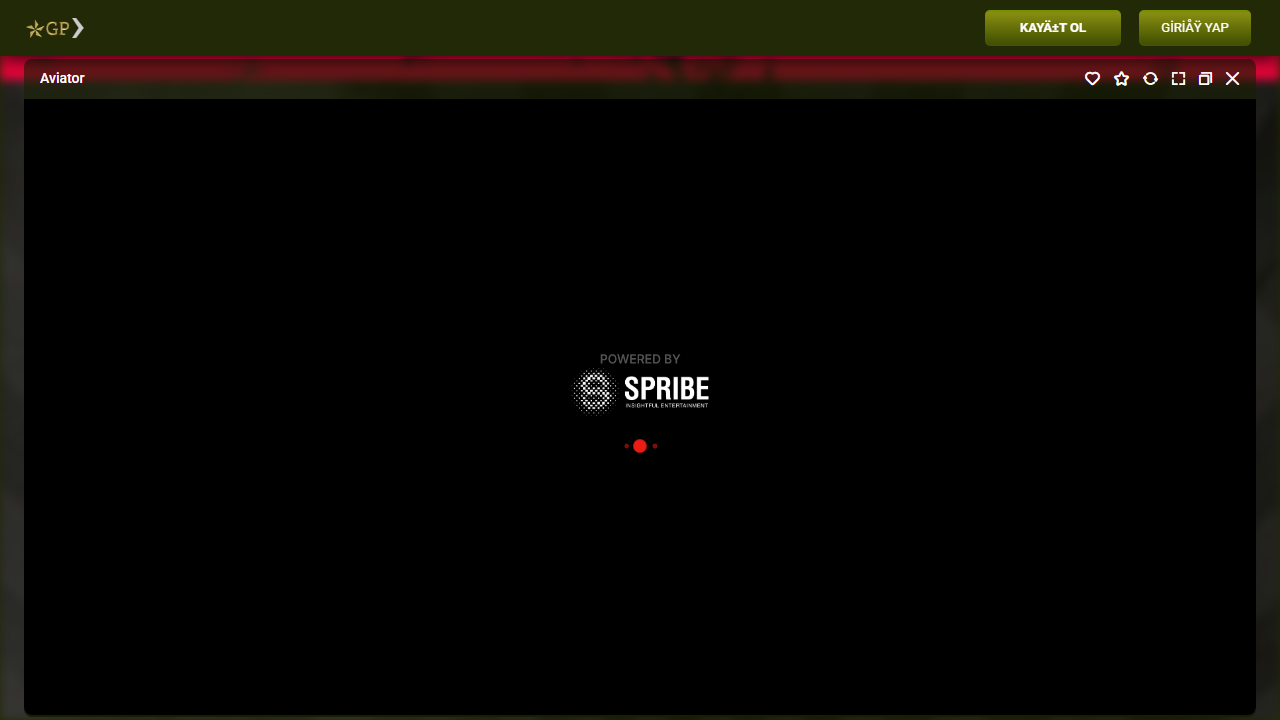 GP
KAYÄ±T OL
GİRİÅŸ YAP
Aviator
POWERED BY
SPRIBE
INSIGHTFUL ENTERTAINMENT